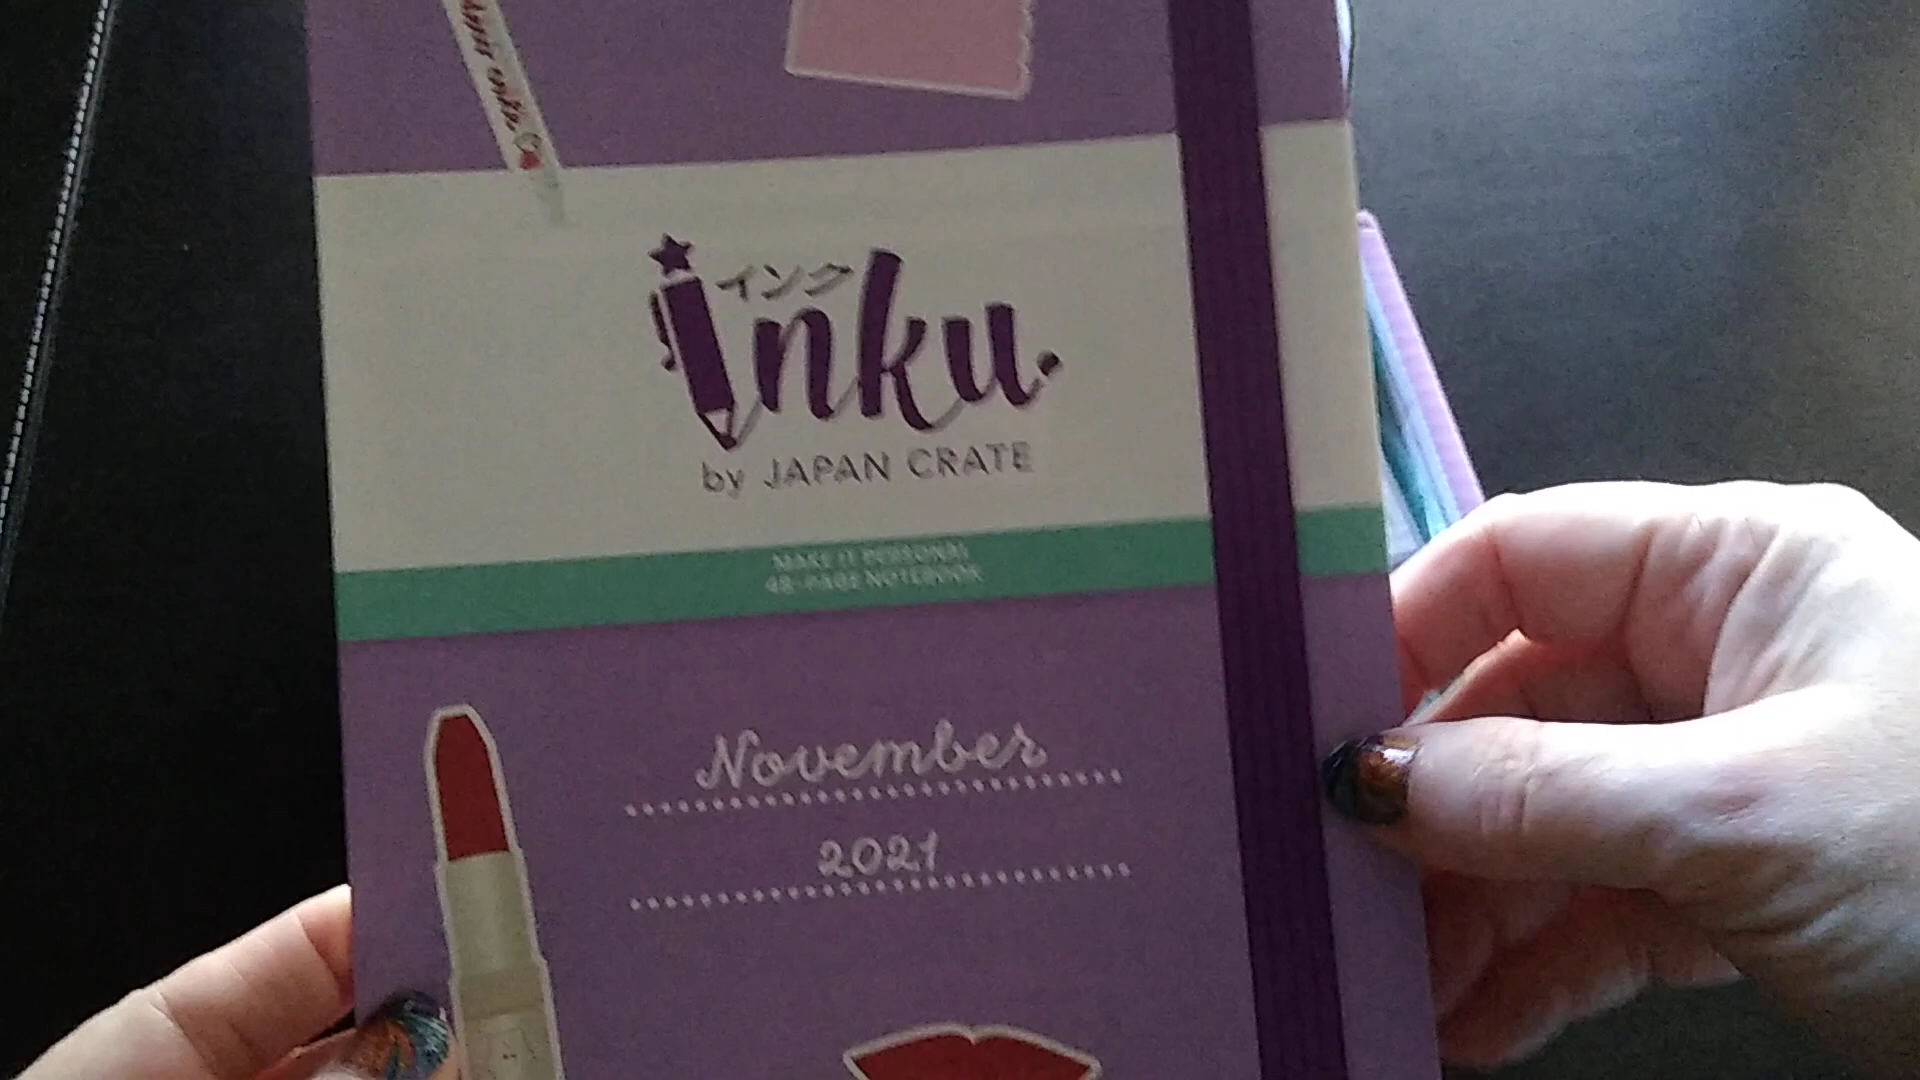 インク
inku
by JAPAN CRATE
MAKE IT PERSONAL
48-PAGE NOTEBOOK
November
2021